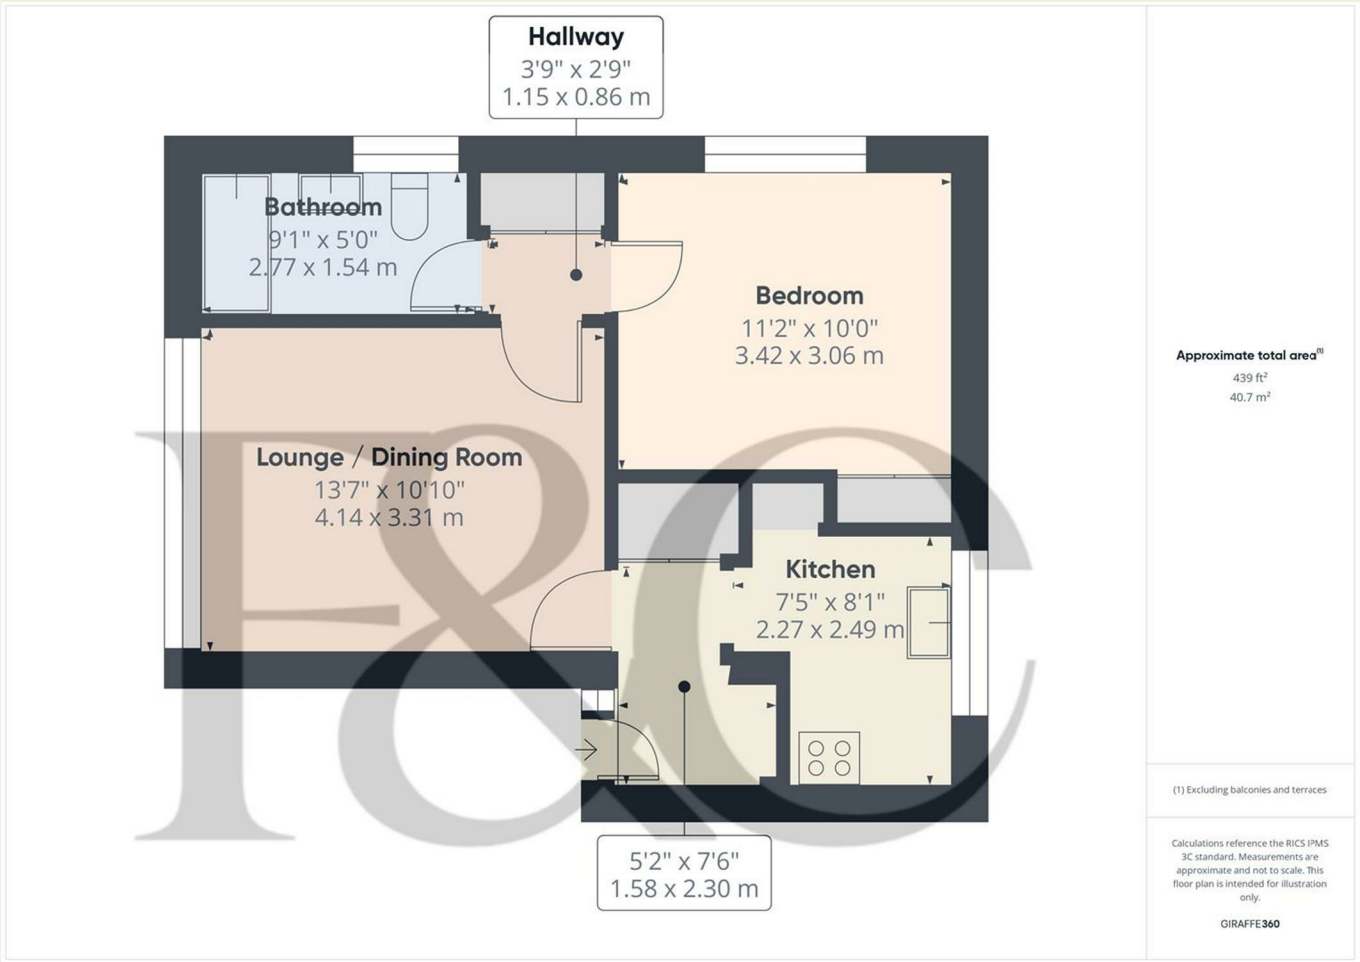 Hallway
3'9" x 2'9"
1.15 x 0.86 m
Bathroom
9'1" x 5'0"
2.77 x 1.54 m
Bedroom
11'2" x 10'0"
3.42 x 3.06 m
Lounge / Dining Room
13'7" x 10'10"
4.14 x 3.31 m
Kitchen
7'5" x 8'1"
2.27 x 2.49 m
5'2" x 7'6"
1.58 x 2.30 m
F&C
Approximate total area(1)
439 ft²
40.7 m²
(1) Excluding balconies and terraces
Calculations reference the RICS IPMS
3C standard. Measurements are
approximate and not to scale. This
floor plan is intended for illustration
only.
GIRAFFE360